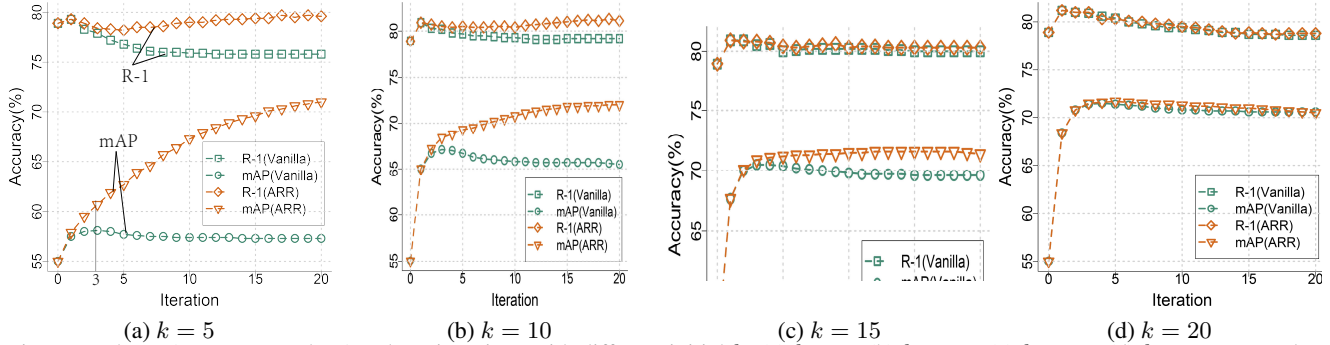 Accuracy(%)
80
75
70
65
60
55
R-1
mAP
R-1(Vanilla)
mAP(Vanilla)
R-1(ARR)
mAP(ARR)
0 3 5 10 15 20
Iteration
(a) k = 5
Accuracy(%)
80
75
70
65
60
55
R-1(Vanilla)
mAP(Vanilla)
R-1(ARR)
mAP(ARR)
0 5 10 15 20
Iteration
(b) k = 10
Accuracy(%)
80
75
70
65
R-1(Vanilla)
mAP(Vanilla)
(c) k = 15
Accuracy(%)
80
75
70
65
60
55
R-1(Vanilla)
mAP(Vanilla)
R-1(ARR)
mAP(ARR)
0 5 10 15 20
Iteration
(d) k = 20